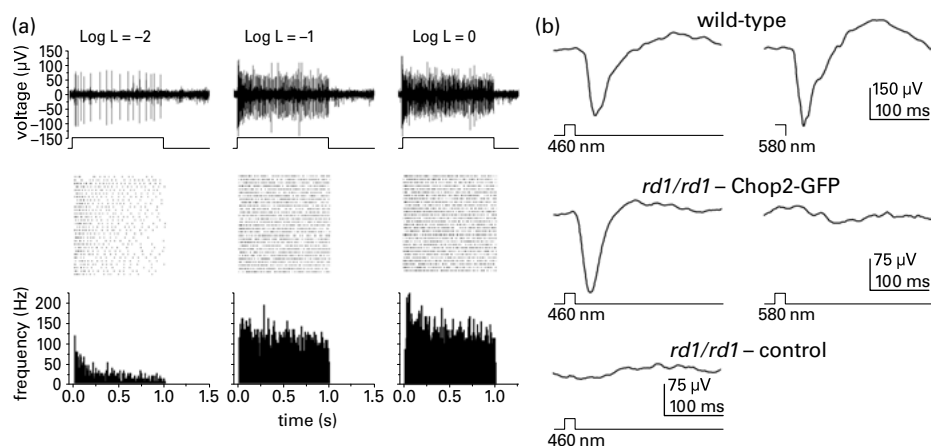 (a)
Log L = –2
Log L = –1
Log L = 0
voltage (µV)
150
100
50
0
–50
–100
–150
frequency (Hz)
200
150
100
50
0
0.0 0.5 1.0 1.5
0.0 0.5 1.0 1.5
0.0 0.5 1.0 1.5
time (s)
(b)
wild-type
150 µV
100 ms
460 nm
580 nm
rd1/rd1 – Chop2-GFP
75 µV
100 ms
460 nm
580 nm
rd1/rd1 – control
75 µV
100 ms
460 nm